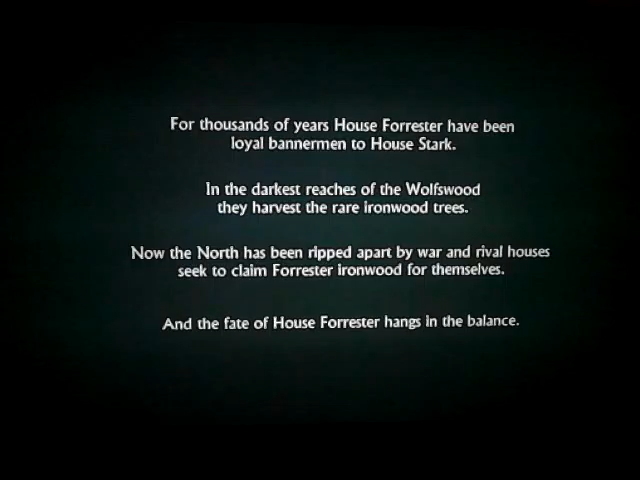 For thousands of years House Forrester have been
loyal bannermen to House Stark.
In the darkest reaches of the Wolfswood
they harvest the rare ironwood trees.
Now the North has been ripped apart by war and rival houses
seek to claim Forrester ironwood for themselves.
And the fate of House Forrester hangs in the balance.